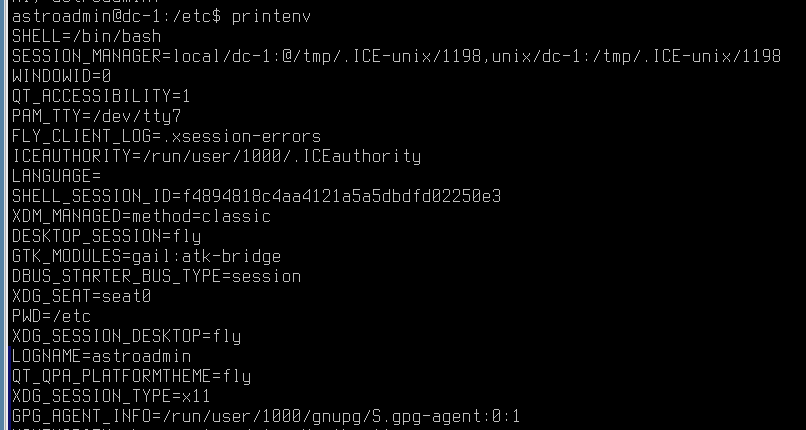 astroadmin@dc-1:/etc$ printenv
SHELL=/bin/bash
SESSION_MANAGER=local/dc-1:@/tmp/.ICE-unix/1198,unix/dc-1:/tmp/.ICE-unix/1198
WINDOWID=0
QT_ACCESSIBILITY=1
PAM_TTY=/dev/tty7
FLY_CLIENT_LOG=.xsession-errors
ICEAUTHORITY=/run/user/1000/.ICEauthority
LANGUAGE=
SHELL_SESSION_ID=f4894818c4aa4121a5a5dbdfd02250e3
XDM_MANAGED=method=classic
DESKTOP_SESSION=fly
GTK_MODULES=gail:atk-bridge
DBUS_STARTER_BUS_TYPE=session
XDG_SEAT=seat0
PWD=/etc
XDG_SESSION_DESKTOP=fly
LOGNAME=astroadmin
QT_QPA_PLATFORMTHEME=fly
XDG_SESSION_TYPE=x11
GPG_AGENT_INFO=/run/user/1000/gnupg/S.gpg-agent:0:1